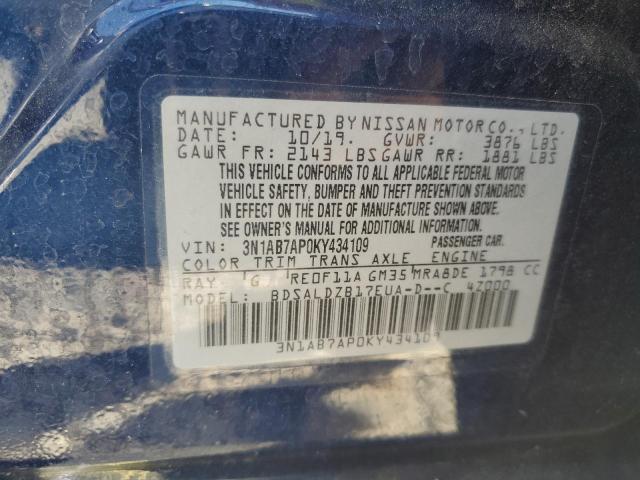 MANUFACTURED BY NISSAN MOTOR CO., LTD.
DATE: 10/19. GVWR: 3876 LBS
GAWR FR: 2143 LBS GAWR RR: 1881 LBS
THIS VEHICLE CONFORMS TO ALL APPLICABLE FEDERAL MOTOR
VEHICLE SAFETY, BUMPER AND THEFT PREVENTION STANDARDS
IN EFFECT ON THE DATE OF MANUFACTURE SHOWN ABOVE.
SEE OWNER'S MANUAL FOR ADDITIONAL INFORMATION.
VIN: 3N1AB7AP0KY434109 PASSENGER CAR.
COLOR TRIM TRANS AXLE ENGINE
RAY G RE0F11A GM35 MRA8DE 1798 CC
MODEL: BDSALDZB17EUA-D--C 4Z000
3N1AB7AP0KY434109